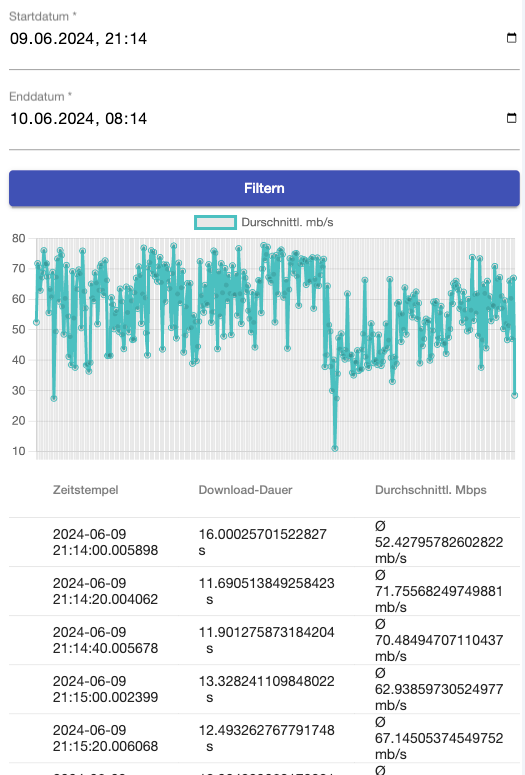 Startdatum *
09.06.2024, 21:14
Enddatum *
10.06.2024, 08:14
Filtern
Durschnittl. mb/s
80
70
60
50
40
30
20
10
Zeitstempel Download-Dauer Durchschnittl. Mbps
2024-06-09
21:14:00.005898
16.00025701522827
s
Ø
52.42795782602822
mb/s
2024-06-09
21:14:20.004062
11.690513849258423
s
Ø
71.75568249749881
mb/s
2024-06-09
21:14:40.005678
11.901275873184204
s
Ø
70.48494707110437
mb/s
2024-06-09
21:15:00.002399
13.328241109848022
s
Ø
62.93859730524977
mb/s
2024-06-09
21:15:20.006068
12.493262767791748
s
Ø
67.14505374549752
mb/s
Ø